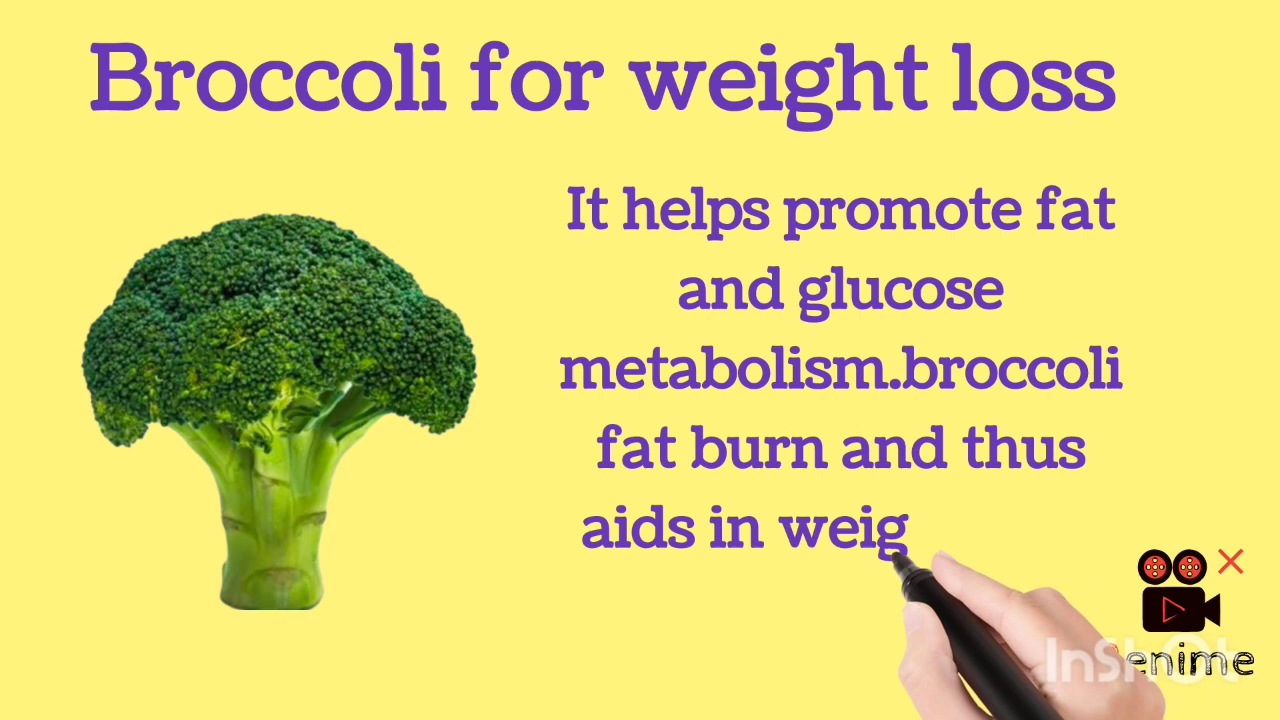 Broccoli for weight loss
It helps promote fat
and glucose
metabolism.broccoli
fat burn and thus
aids in weig
InShOt
enime